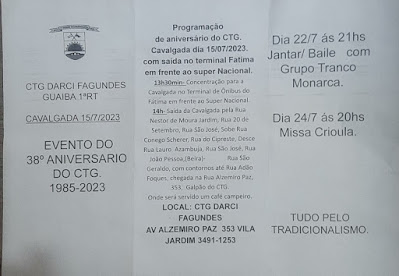 CTG DARCI FAGUNDES
GUAIBA 1ªRT
CAVALGADA 15/7/2023
EVENTO DO
38º ANIVERSARIO
DO CTG.
1985-2023
Programação
de aniversário do CTG.
Cavalgada dia 15/07/2023.
com saída no terminal Fatima
em frente ao super Nacional.
13h30min- Concentração para a
Cavalgada no Terminal de Ônibus do
Fatima em frente ao Super Nacional.
14h- Saída da Cavalgada pela Rua
Nestor de Moura Jardim, Rua 20 de
Setembro, Rua São José, Sobe Rua
Conego Scherer, Rua do Cipreste, Desce
Rua Lauro, Azambuja, Rua São José, Rua
João Pessoa,(Beira)- Rua São
Geraldo, com contornos até Rua Adão
Foques, chegada na Rua Alzemiro Paz,
353, Galpão do CTG.
Onde será servido um café campeiro.
LOCAL: CTG DARCI
FAGUNDES
AV ALZEMIRO PAZ 353 VILA
JARDIM 3491-1253
Dia 22/7 ás 21hs
Jantar/ Baile com
Grupo Tranco
Monarca.
Dia 24/7 ás 20hs
Missa Crioula.
TUDO PELO
TRADICIONALISMO.